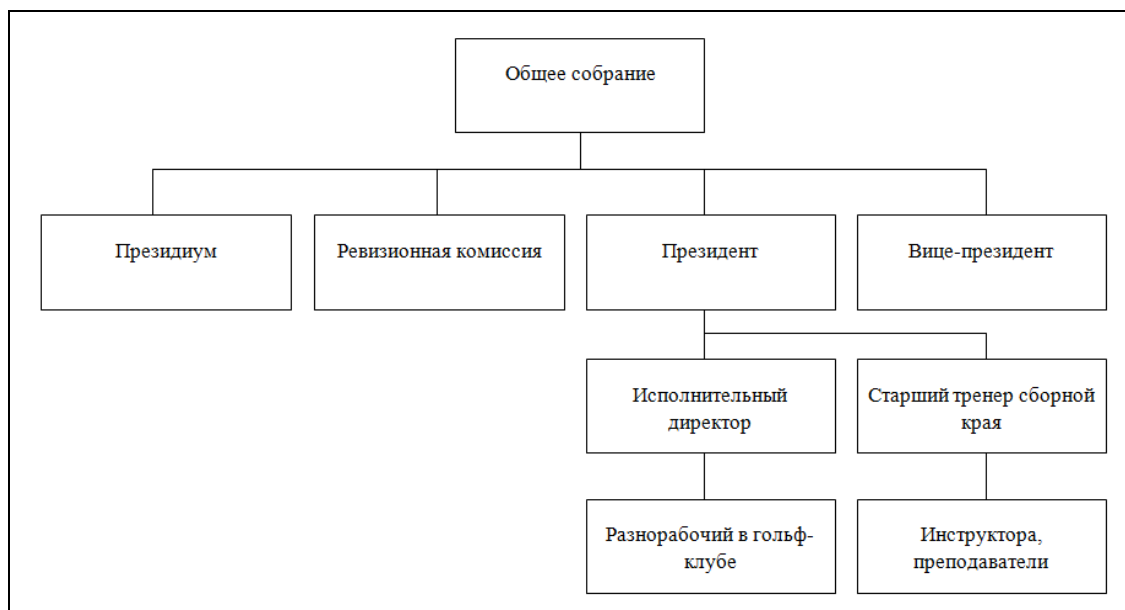 Общее собрание
Президиум
Ревизионная комиссия
Президент
Вице-президент
Исполнительный
директор
Старший тренер сборной
края
Разнорабочий в гольф-
клубе
Инструктора,
преподаватели